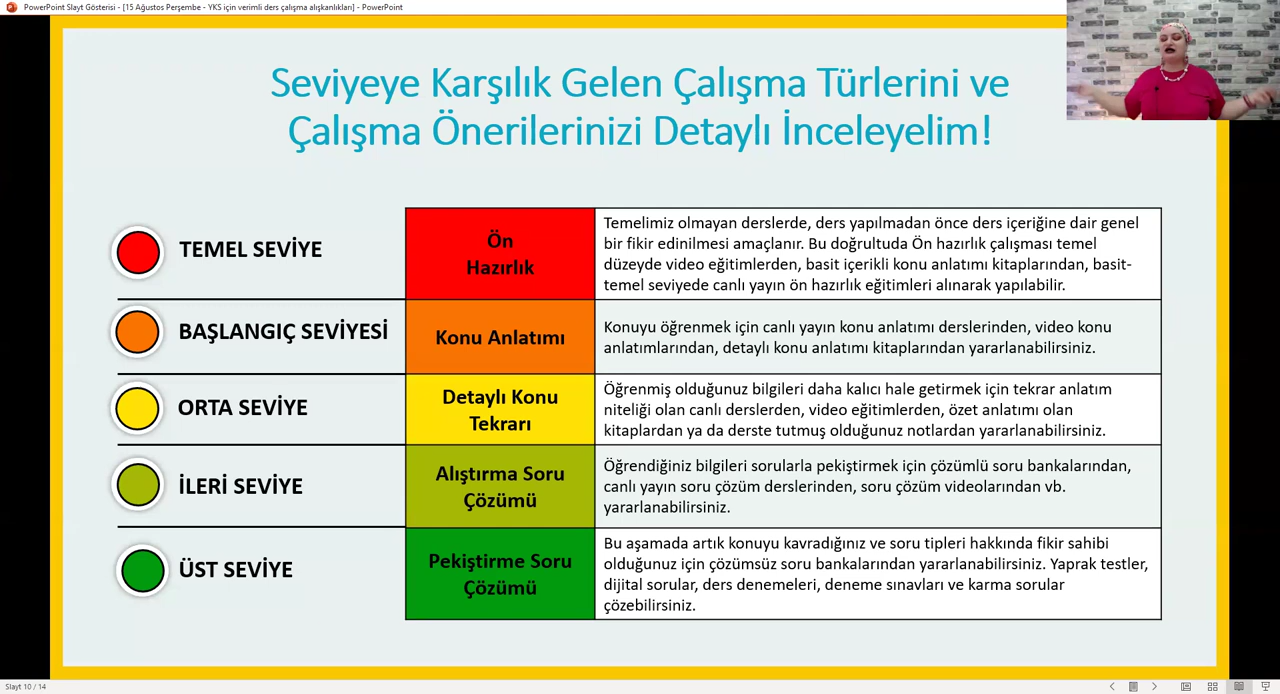 PowerPoint Slayt Gösterisi - [15 Ağustos Perşembe - YKS için verimli ders çalışma alışkanlıkları] - PowerPoint
Seviyeye Karşılık Gelen Çalışma Türlerini ve
Çalışma Önerilerinizi Detaylı İnceleyelim!
TEMEL SEVİYE
Ön
Hazırlık
Temelimiz olmayan derslerde, ders yapılmadan önce ders içeriğine dair genel
bir fikir edinilmesi amaçlanır. Bu doğrultuda Ön hazırlık çalışması temel
düzeyde video eğitimlerden, basit içerikli konu anlatımı kitaplarından, basit-
temel seviyede canlı yayın ön hazırlık eğitimleri alınarak yapılabilir.
BAŞLANGIÇ SEVİYESİ
Konu Anlatımı
Konuyu öğrenmek için canlı yayın konu anlatımı derslerinden, video konu
anlatımlarından, detaylı konu anlatımı kitaplarından yararlanabilirsiniz.
ORTA SEVİYE
Detaylı Konu
Tekrarı
Öğrenmiş olduğunuz bilgileri daha kalıcı hale getirmek için tekrar anlatım
niteliği olan canlı derslerden, video eğitimlerden, özet anlatımı olan
kitaplardan ya da derste tutmuş olduğunuz notlardan yararlanabilirsiniz.
İLERİ SEVİYE
Alıştırma Soru
Çözümü
Öğrendiğiniz bilgileri sorularla pekiştirmek için çözümlü soru bankalarından,
canlı yayın soru çözüm derslerinden, soru çözüm videolarından vb.
yararlanabilirsiniz.
ÜST SEVİYE
Pekiştirme Soru
Çözümü
Bu aşamada artık konuyu kavradığınız ve soru tipleri hakkında fikir sahibi
olduğunuz için çözümsüz soru bankalarından yararlanabilirsiniz. Yaprak testler,
dijital sorular, ders denemeleri, deneme sınavları ve karma sorular
çözebilirsiniz.
Slayt 10 / 14